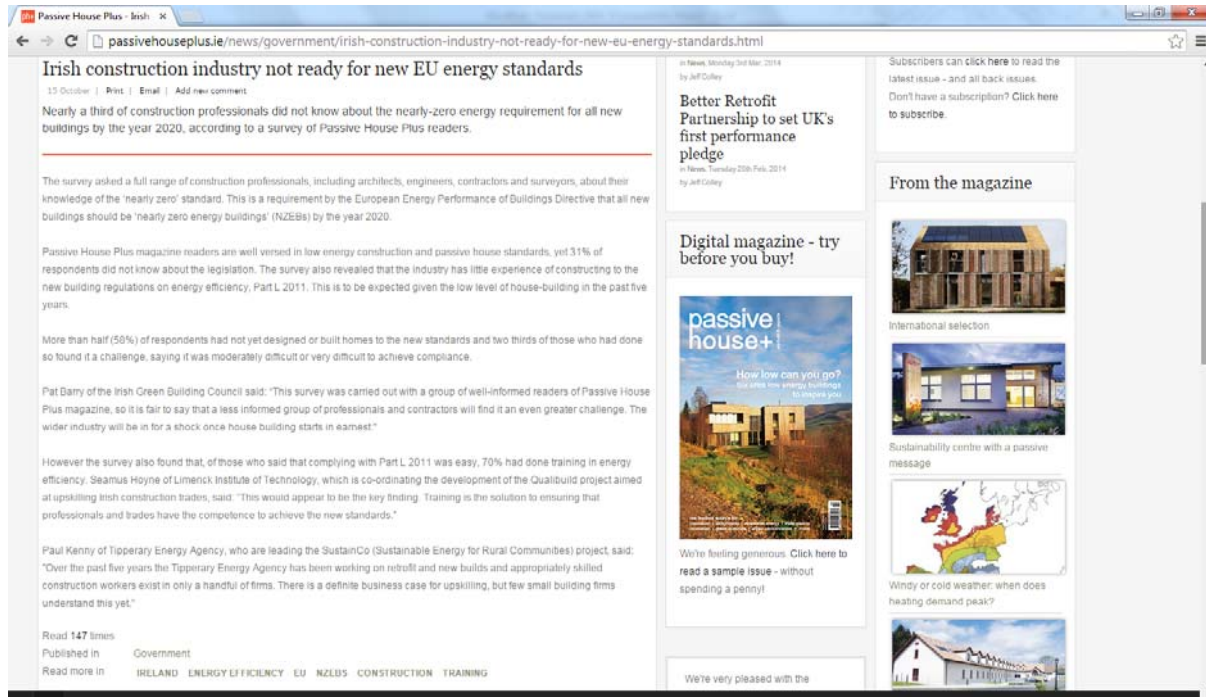 Passive House Plus - Irish
passivehouseplus.ie/news/government/irish-construction-industry-not-ready-for-new-eu-energy-standards.html
Irish construction industry not ready for new EU energy standards
15 October | Print | Email | Add new comment
Nearly a third of construction professionals did not know about the nearly-zero energy requirement for all new
buildings by the year 2020, according to a survey of Passive House Plus readers.
The survey asked a full range of construction professionals, including architects, engineers, contractors and surveyors, about their
knowledge of the 'nearly zero' standard. This is a requirement by the European Energy Performance of Buildings Directive that all new
buildings should be 'nearly zero energy buildings' (NZEBs) by the year 2020.
Passive House Plus magazine readers are well versed in low energy construction and passive house standards, yet 31% of
respondents did not know about the legislation. The survey also revealed that the industry has little experience of constructing to the
new building regulations on energy efficiency, Part L 2011. This is to be expected given the low level of house-building in the past five
years.
More than half (58%) of respondents had not yet designed or built homes to the new standards and two thirds of those who had done
so found it a challenge, saying it was moderately difficult or very difficult to achieve compliance.
Pat Barry of the Irish Green Building Council said: "This survey was carried out with a group of well-informed readers of Passive House
Plus magazine, so it is fair to say that a less informed group of professionals and contractors will find it an even greater challenge. The
wider industry will be in for a shock once house building starts in earnest."
However the survey also found that, of those who said that complying with Part L 2011 was easy, 70% had done training in energy
efficiency. Seamus Hoyne of Limerick Institute of Technology, which is co-ordinating the development of the Qualibuild project aimed
at upskilling Irish construction trades, said: "This would appear to be the key finding. Training is the solution to ensuring that
professionals and trades have the competence to achieve the new standards."
Paul Kenny of Tipperary Energy Agency, who are leading the SustainCo (Sustainable Energy for Rural Communities) project, said:
"Over the past five years the Tipperary Energy Agency has been working on retrofit and new builds and appropriately skilled
construction workers exist in only a handful of firms. There is a definite business case for upskilling, but few small building firms
understand this yet."
Read 147 times
Published in Government
Read more in IRELAND ENERGY EFFICIENCY EU NZEBS CONSTRUCTION TRAINING
in News, Monday 3rd Mar, 2014
by Jeff Colley
Better Retrofit
Partnership to set UK's
first performance
pledge
in News, Tuesday 25th Feb, 2014
by Jeff Colley
Digital magazine - try
before you buy!
passive
house+
How low can you go?
to inspire you
We're feeling generous. Click here to
read a sample issue - without
spending a penny!
We're very pleased with the
Subscribers can click here to read the
latest issue - and all back issues.
Don't have a subscription? Click here
to subscribe.
From the magazine
International selection
Sustainability centre with a passive
message
Windy or cold weather: when does
heating demand peak?